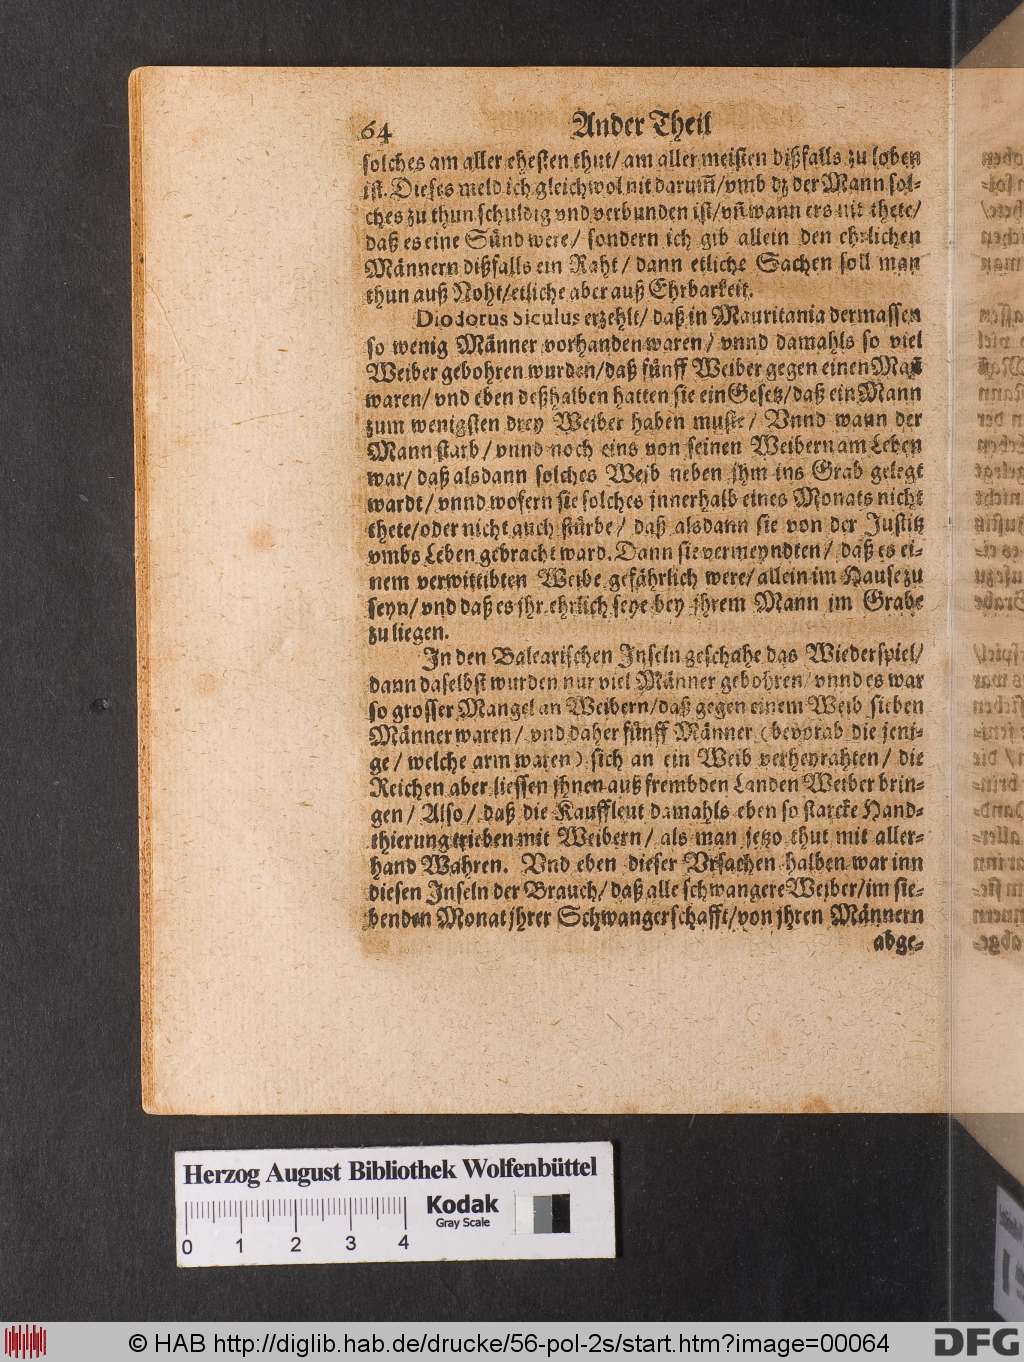 64 Ander Theil
solches am aller ehesten thut/ am aller meisten dißfalls zu loben
ist. Dieses meld ich gleichwol nit darum̄/vmb dz der Mann sol-
ches zu thun schuldig vnd verbunden ist/vn̄ wann ers nit thete/
daß es eine Sünd were/ sondern ich gib allein den ehrlichen
Männern dißfalls ein Raht/ dann etliche Sachen soll man
thun auß Noht/etliche aber auß Ehrbarkeit.
Diodorus Siculus erzehlt/ daß in Mauritania dermassen
so wenig Männer vorhanden waren/ vnnd damahls so viel
Weiber gebohren wurden/daß fünff Weiber gegen einen Man̄
waren/ vnd eben deßhalben hatten sie ein Gesetz/daß ein Mann
zum wenigsten drey Weiber haben muste/ Vnnd wann der
Mann starb/ vnnd noch eins von seinen Weibern am Leben
war/ daß alsdann solches Weib neben jhm ins Grab gelegt
wardt/ vnnd wofern sie solches innerhalb eines Monats nicht
thete/oder nicht auch stürbe/ daß alsdann sie von der Justitz
vmbs Leben gebracht ward. Dann sie vermeyndten/ daß es ei-
nem verwittibten Weibe gefährlich were/ allein im Hause zu
seyn/ vnd daß es jhr ehrlich seye bey jhrem Mann im Grabe
zu liegen.
In den Balearischen Inseln geschahe das Wiederspiel/
dann daselbst wurden nur viel Männer gebohren/ vnnd es war
so grosser Mangel an Weibern/daß gegen einem Weib sieben
Männer waren/ vnd daher fünff Männer (bevorab die jeni-
ge/ welche arm waren) sich an ein Weib verheyrahten/ die
Reichen aber liessen jhnen auß frembden Landen Weiber brin-
gen/ Also/ daß die Kauffleut damahls eben so starcke Hand-
thierung trieben mit Weibern/ als man jetzo thut mit aller-
hand Wahren. Vnd eben dieser Vrsachen halben war inn
diesen Inseln der Brauch/ daß alle schwangere Weiber/im sie-
benden Monat jhrer Schwangerschafft/von jhren Männern
abge-
Herzog August Bibliothek Wolfenbüttel
Kodak
Gray Scale
0 1 2 3 4
© HAB http://diglib.hab.de/drucke/56-pol-2s/start.htm?image=00064
DFG